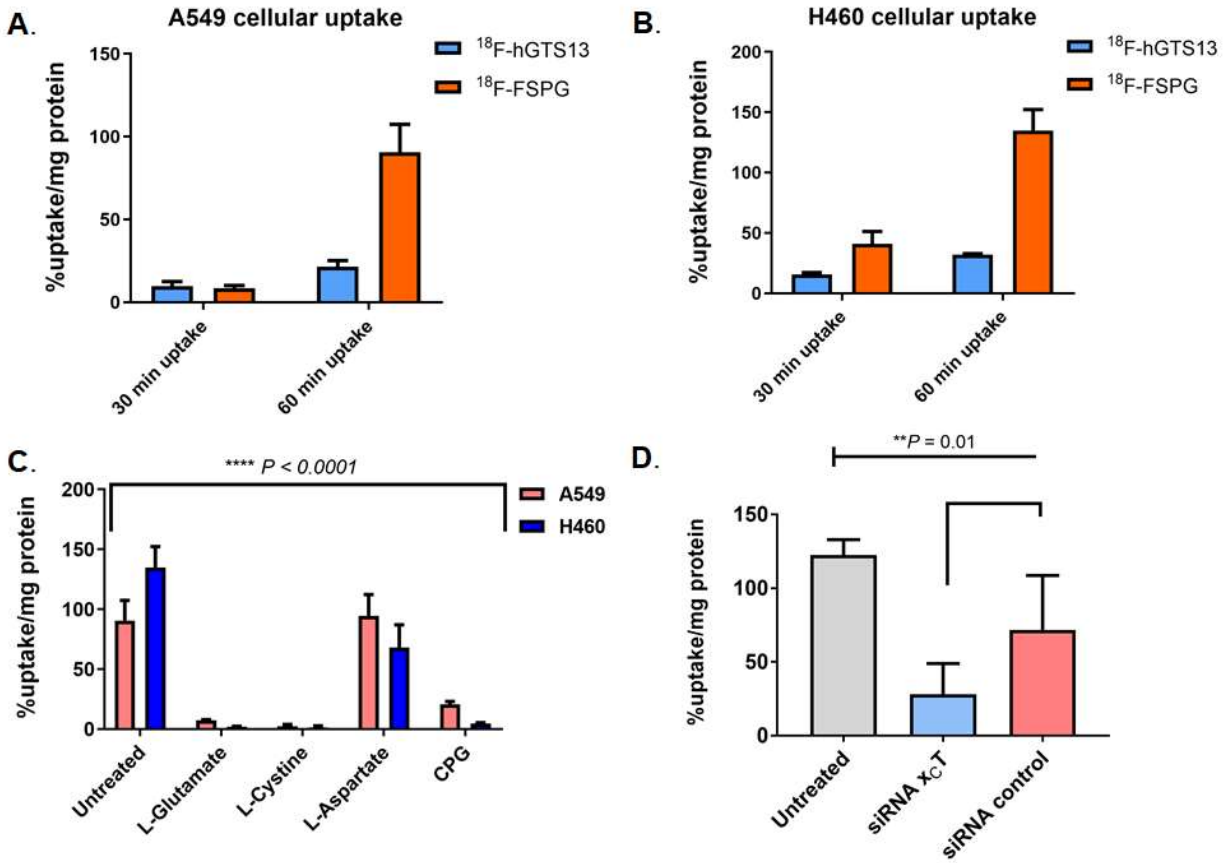 A.
A549 cellular uptake
%uptake/mg protein
150
100
50
0
30 min uptake
60 min uptake
18F-hGTS13
18F-FSPG
B.
H460 cellular uptake
%uptake/mg protein
200
150
100
50
0
30 min uptake
60 min uptake
18F-hGTS13
18F-FSPG
C.
**** P < 0.0001
%uptake/mg protein
200
150
100
50
0
Untreated
L-Glutamate
L-Cystine
L-Aspartate
CPG
A549
H460
D.
**P = 0.01
%uptake/mg protein
150
100
50
0
Untreated
siRNA xCT
siRNA control